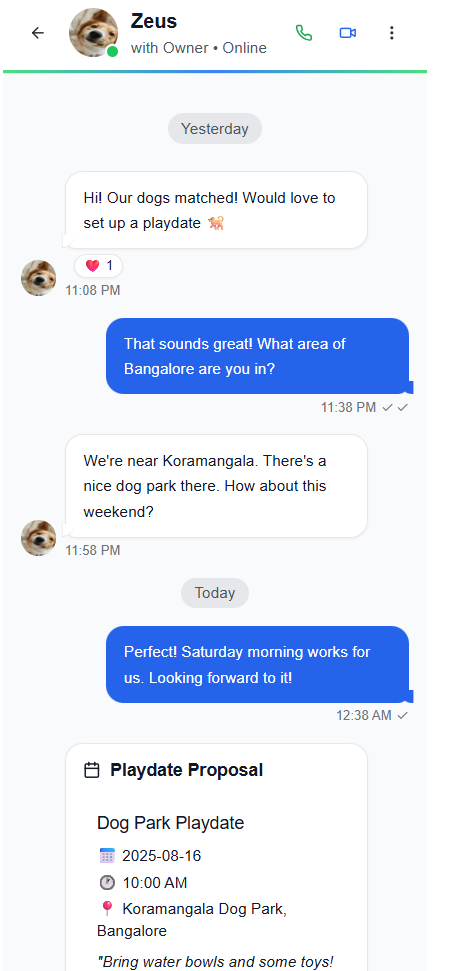 Zeus
with Owner • Online
Yesterday
Hi! Our dogs matched! Would love to
set up a playdate 🐕
❤️ 1
11:08 PM
That sounds great! What area of
Bangalore are you in?
11:38 PM ✓ ✓
We're near Koramangala. There's a
nice dog park there. How about this
weekend?
11:58 PM
Today
Perfect! Saturday morning works for
us. Looking forward to it!
12:38 AM ✓
Playdate Proposal
Dog Park Playdate
📅 2025-08-16
🕐 10:00 AM
📍 Koramangala Dog Park,
Bangalore
"Bring water bowls and some toys!